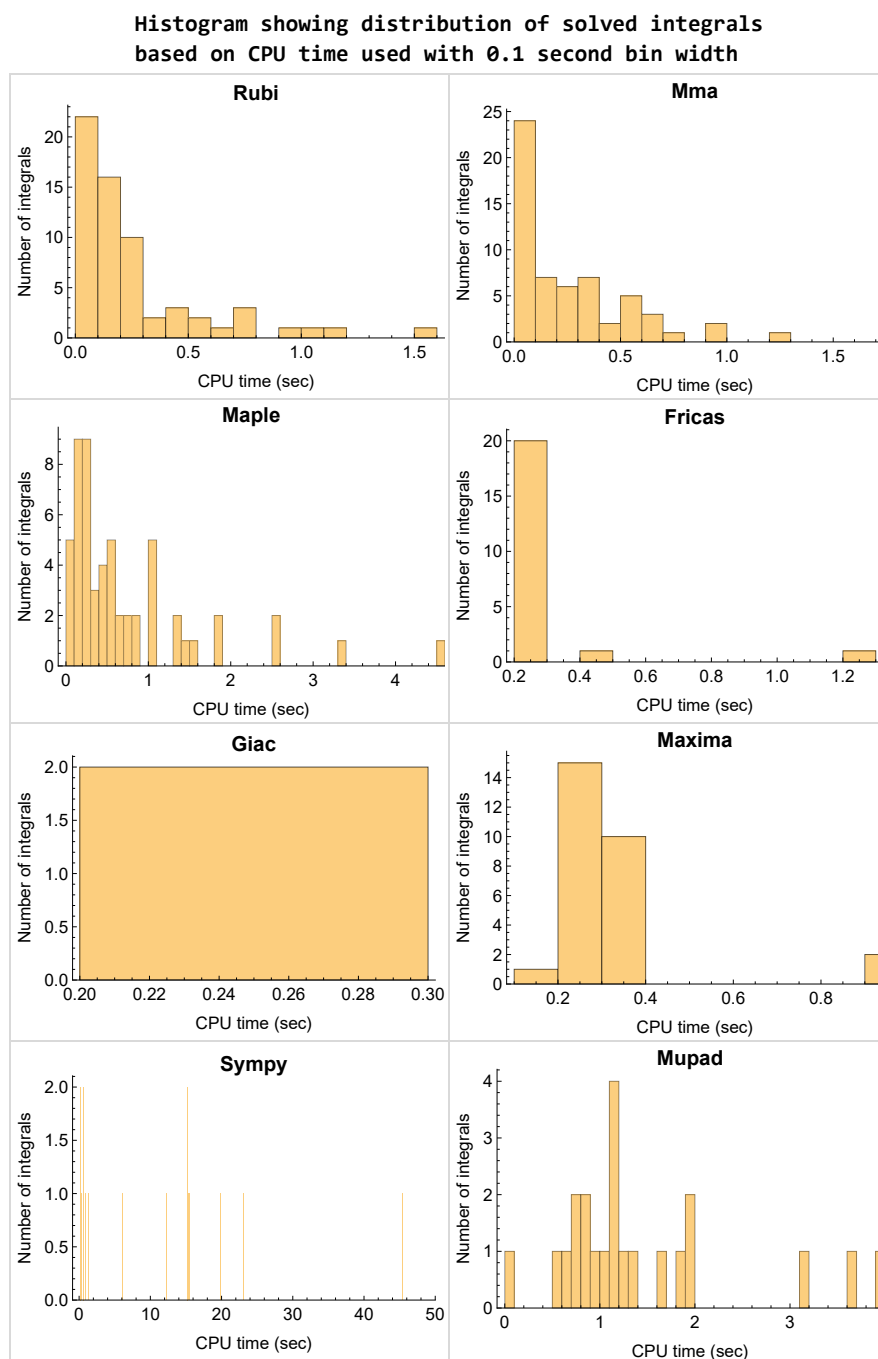 Histogram showing distribution of solved integrals
based on CPU time used with 0.1 second bin width
Rubi
Number of integrals
20
15
10
5
0
0.0 0.5 1.0 1.5
CPU time (sec)
Mma
Number of integrals
25
20
15
10
5
0
0.0 0.5 1.0 1.5
CPU time (sec)
Maple
Number of integrals
8
6
4
2
0
0 1 2 3 4
CPU time (sec)
Fricas
Number of integrals
20
15
10
5
0
0.2 0.4 0.6 0.8 1.0 1.2
CPU time (sec)
Giac
Number of integrals
2.0
1.5
1.0
0.5
0.0
0.20 0.22 0.24 0.26 0.28 0.30
CPU time (sec)
Maxima
Number of integrals
14
12
10
8
6
4
2
0
0.2 0.4 0.6 0.8
CPU time (sec)
Sympy
Number of integrals
2.0
1.5
1.0
0.5
0.0
0 10 20 30 40 50
CPU time (sec)
Mupad
Number of integrals
4
3
2
1
0
0 1 2 3
CPU time (sec)